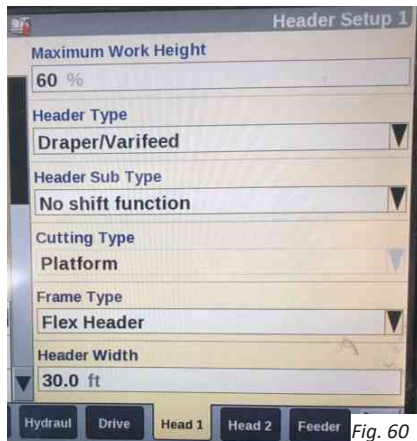 Header Setup 1
Maximum Work Height
60 %
Header Type
Draper/Varifeed
Header Sub Type
No shift function
Cutting Type
Platform
Frame Type
Flex Header
Header Width
30.0 ft
Hydraul Drive Head 1 Head 2 Feeder
Fig. 60